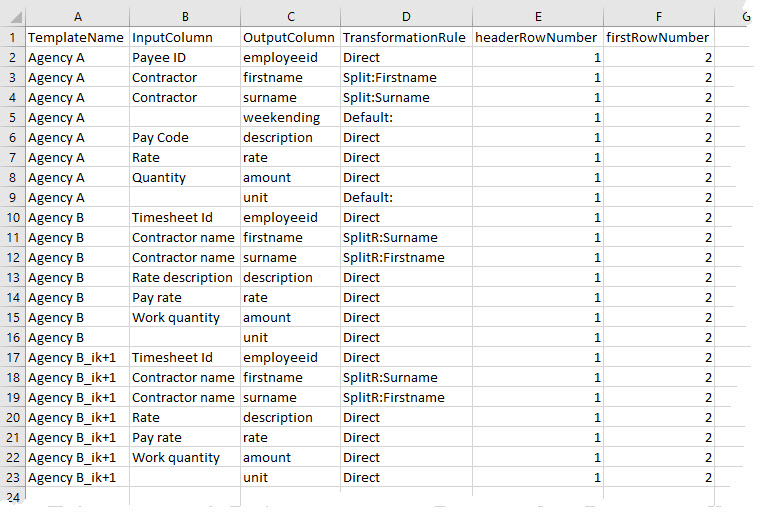 A B C D E F G
1 TemplateName InputColumn OutputColumn TransformationRule headerRowNumber firstRowNumber
2 Agency A Payee ID employeeid Direct 1 2
3 Agency A Contractor firstname Split:Firstname 1 2
4 Agency A Contractor surname Split:Surname 1 2
5 Agency A weekending Default: 1 2
6 Agency A Pay Code description Direct 1 2
7 Agency A Rate rate Direct 1 2
8 Agency A Quantity amount Direct 1 2
9 Agency A unit Default: 1 2
10 Agency B Timesheet Id employeeid Direct 1 2
11 Agency B Contractor name firstname SplitR:Surname 1 2
12 Agency B Contractor name surname SplitR:Firstname 1 2
13 Agency B Rate description description Direct 1 2
14 Agency B Pay rate rate Direct 1 2
15 Agency B Work quantity amount Direct 1 2
16 Agency B unit Direct 1 2
17 Agency B_ik+1 Timesheet Id employeeid Direct 1 2
18 Agency B_ik+1 Contractor name firstname SplitR:Surname 1 2
19 Agency B_ik+1 Contractor name surname SplitR:Firstname 1 2
20 Agency B_ik+1 Rate description Direct 1 2
21 Agency B_ik+1 Pay rate rate Direct 1 2
22 Agency B_ik+1 Work quantity amount Direct 1 2
23 Agency B_ik+1 unit Direct 1 2
24